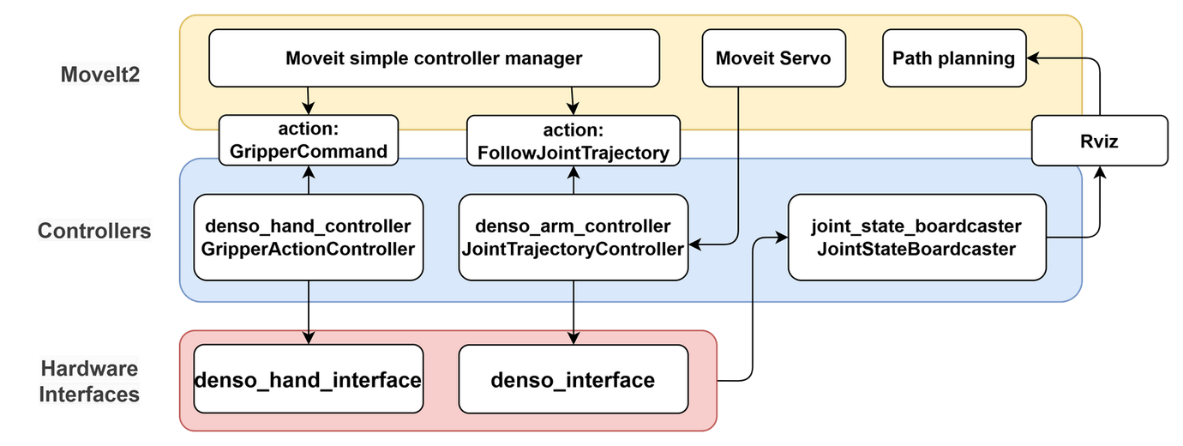 MoveIt2
Moveit simple controller manager
Moveit Servo
Path planning
action:
GripperCommand
action:
FollowJointTrajectory
Rviz
Controllers
denso_hand_controller
GripperActionController
denso_arm_controller
JointTrajectoryController
joint_state_boardcaster
JointStateBoardcaster
Hardware
Interfaces
denso_hand_interface
denso_interface